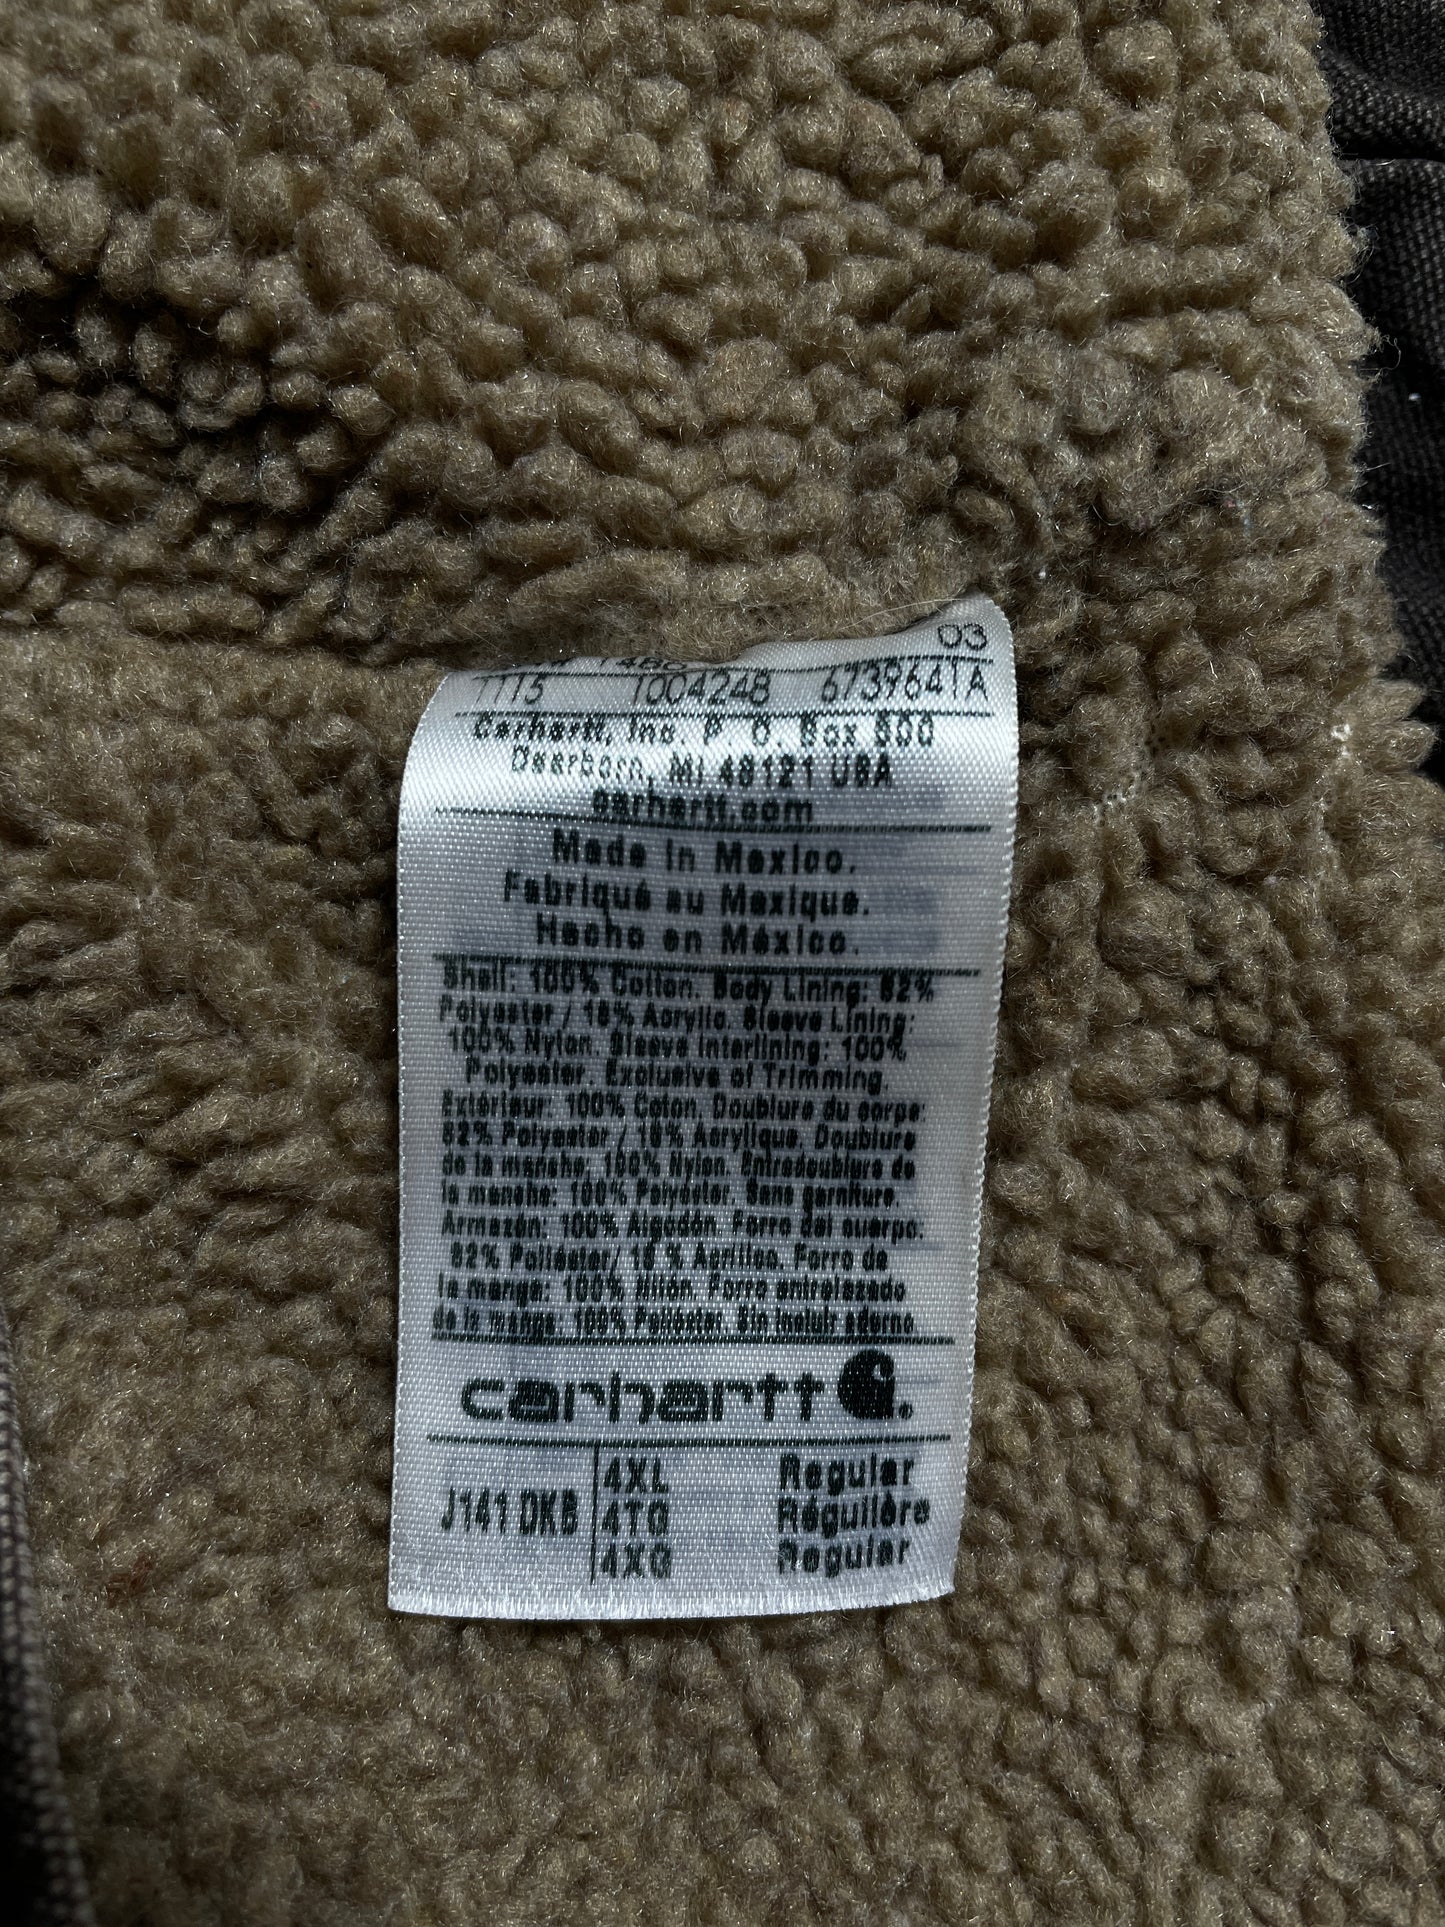 03
1115 1004248 6739641A
Carhartt, Inc. P. O. Box 600
Dearborn, MI 48121 USA
carhartt.com
Made in Mexico.
Fabriqué au Mexique.
Hecho en México.
Shell: 100% Cotton. Body Lining: 82%
Polyester / 18% Acrylic. Sleeve Lining:
100% Nylon. Sleeve Interlining: 100%
Polyester. Exclusive of Trimming.
Extérieur: 100% Coton. Doublure du corps:
82% Polyester / 18% Acrylique. Doublure
de la manche: 100% Nylon. Entredoublure de
la manche: 100% Polyéster. Sans garniture.
Armazón: 100% Algodón. Forro del cuerpo:
82% Poliéster/ 18 % Acrílico. Forro de
la manga: 100% Nilón. Forro entrelazado
de la manga: 100% Poliéster. Sin incluir adorno
carhartt
J141 DKB
4XL Regular
4TG Régulière
4XG Regular